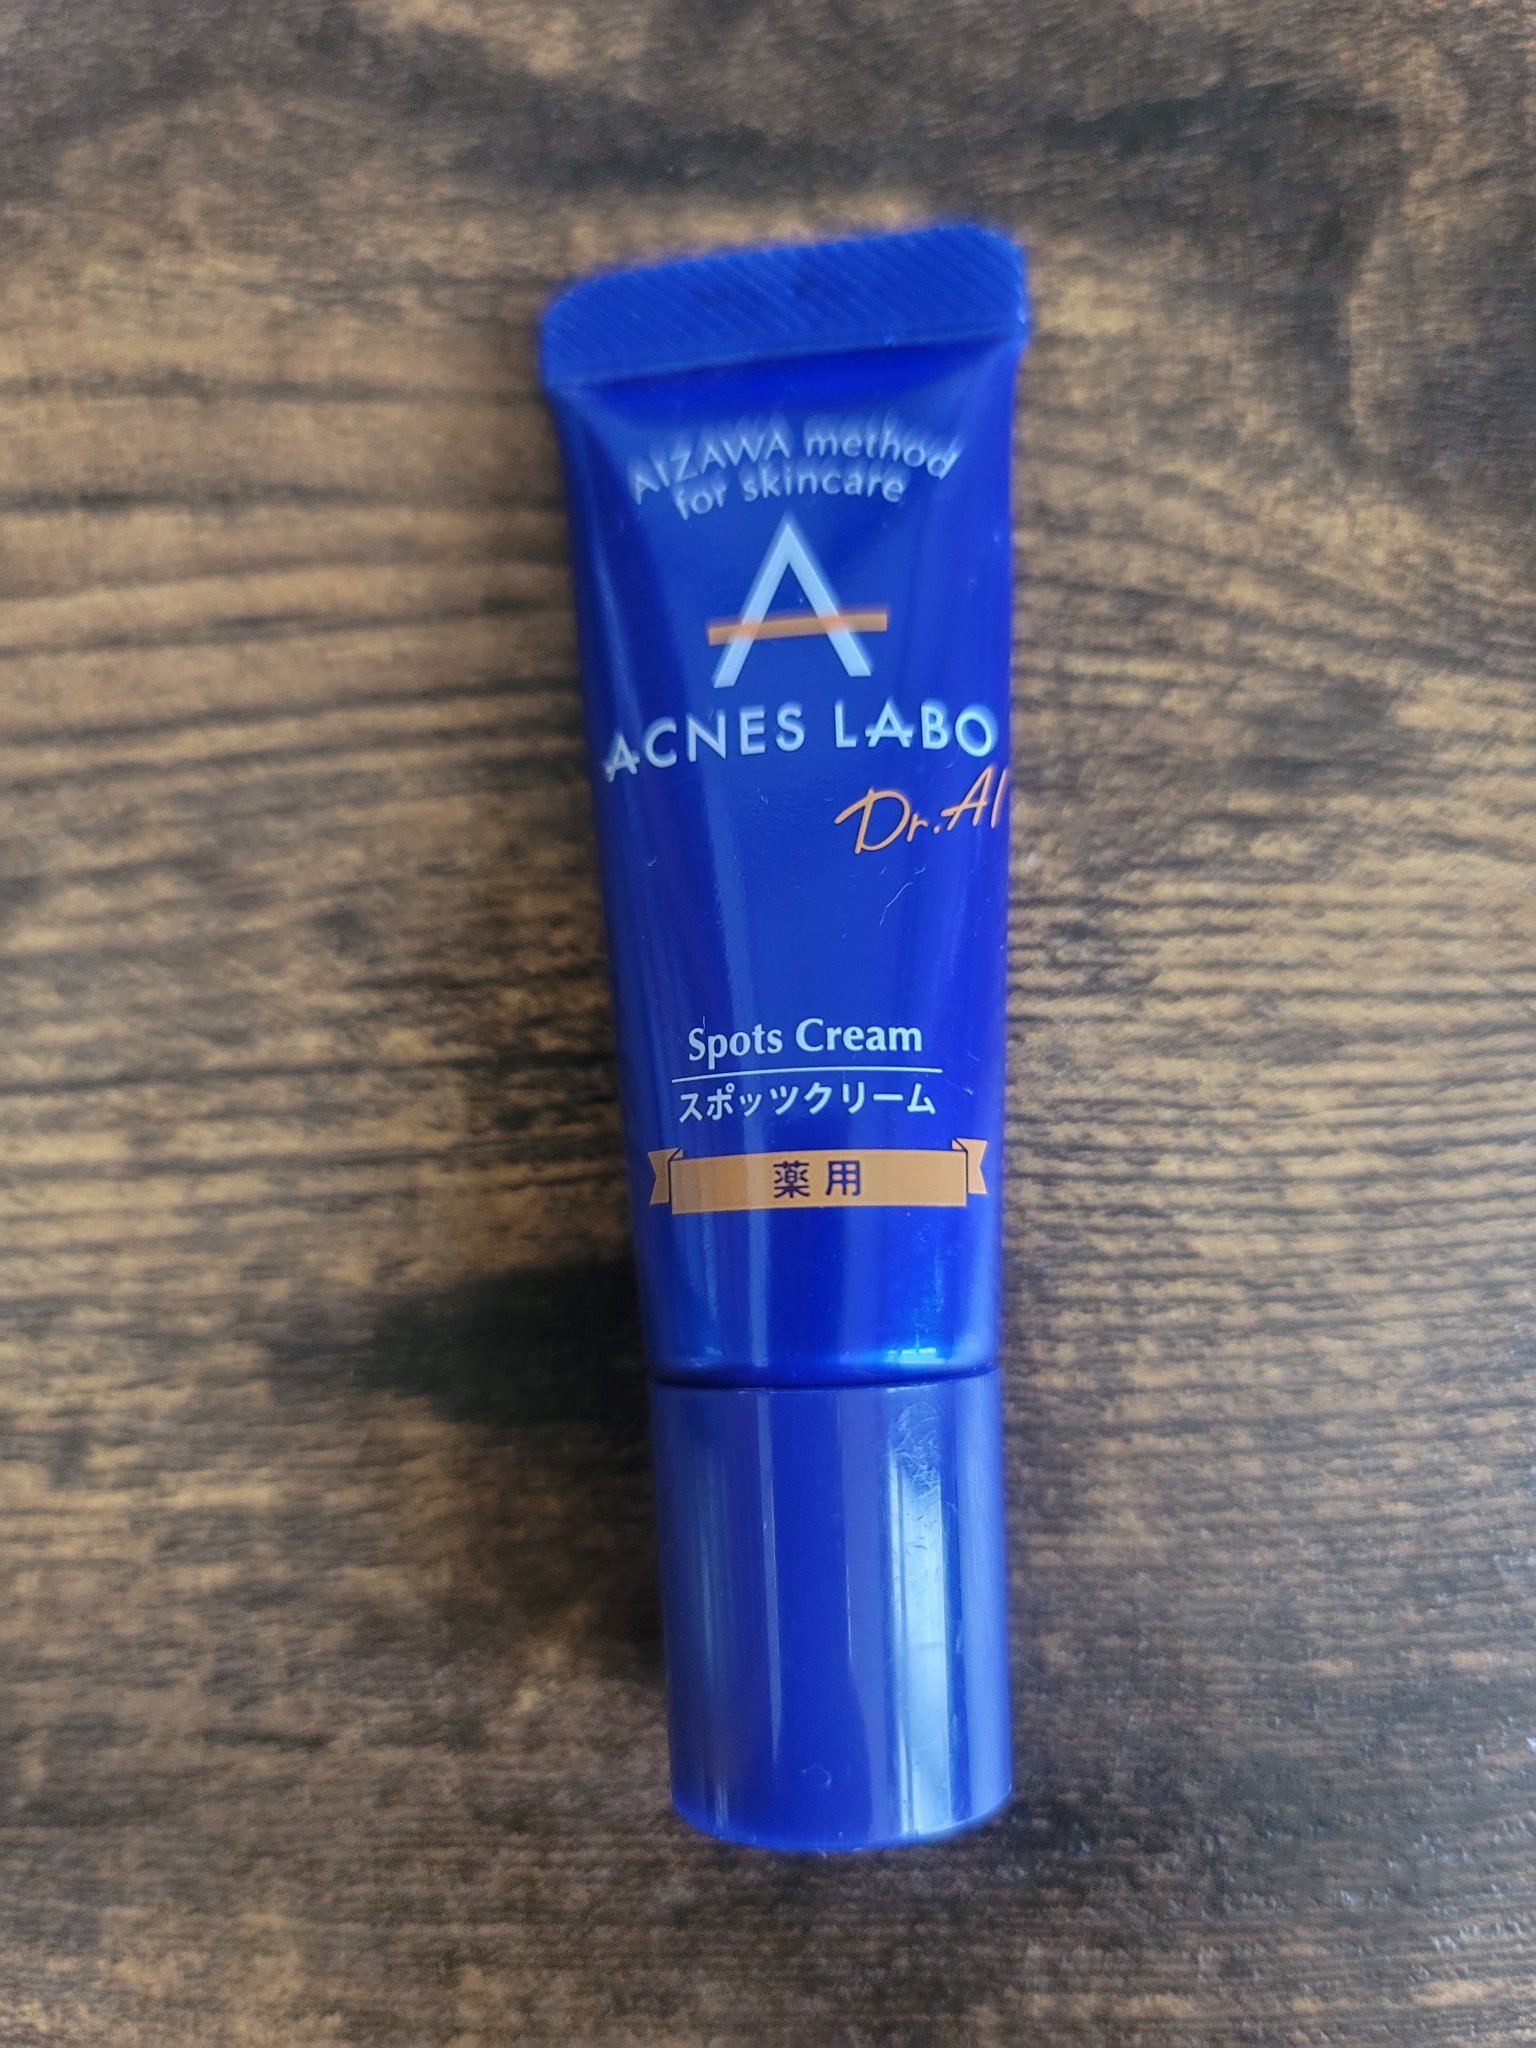 AIZAWA method
for skincare
A
ACNES LABO
Dr.AI
Spots Cream
スポッツクリーム
薬用